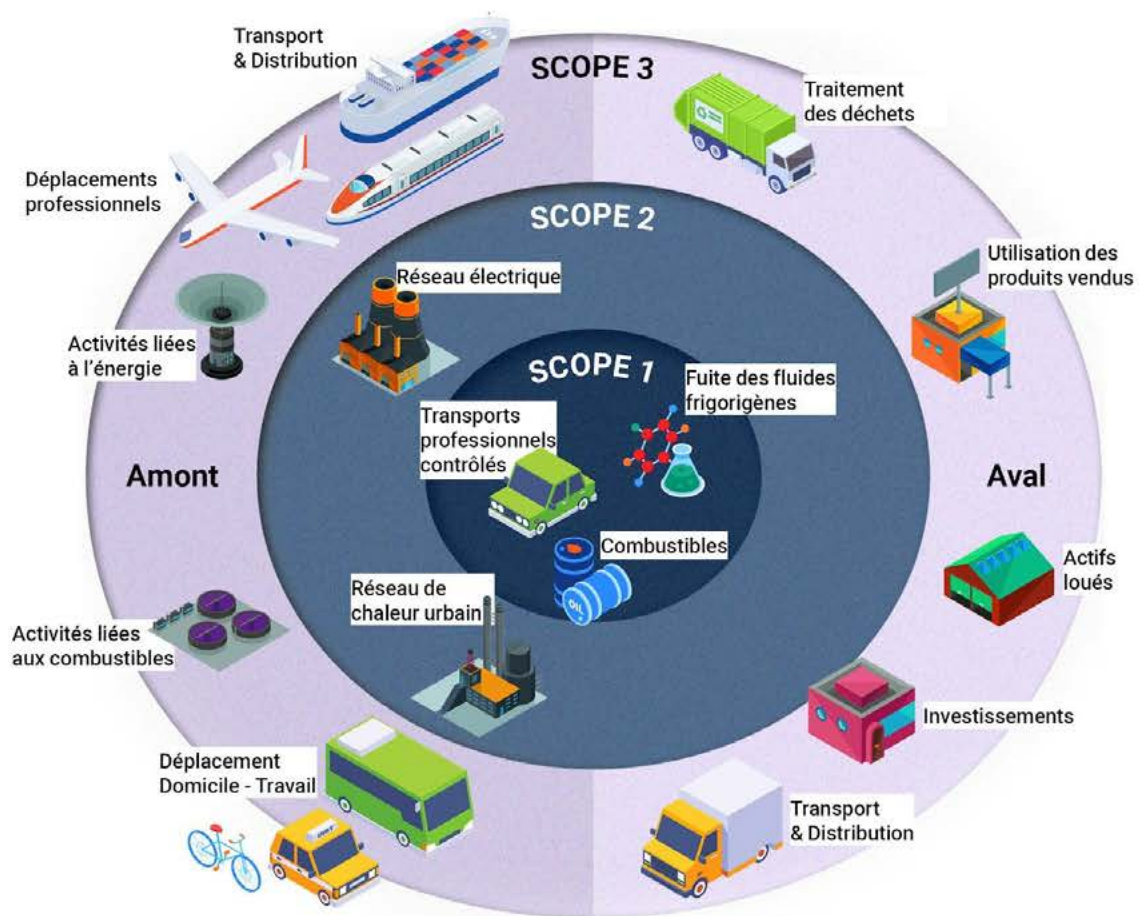 Transport
& Distribution
SCOPE 3
Traitement
des déchets
Déplacements
professionnels
SCOPE 2
Utilisation des
produits vendus
Réseau électrique
Activités liées
à l'énergie
SCOPE 1
Fuite des fluides
frigorigènes
Transports
professionnels
contrôlés
Amont
Aval
Combustibles
OIL
Actifs
loués
Réseau de
chaleur urbain
Activités liées
aux combustibles
Investissements
Déplacement
Domicile - Travail
Transport
& Distribution